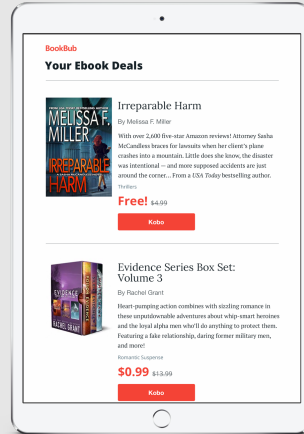 BookBub
Your Ebook Deals
MELISSA F.
MILLER
IRREPARABLE
HARM
Irreparable Harm
By Melissa F. Miller
With over 2,600 five-star Amazon reviews! Attorney Sasha
McCandless braces for lawsuits when her client's plane
crashes into a mountain. Little does she know, the disaster
was intentional — and more supposed accidents are just
around the corner… From a USA Today bestselling author.
Thrillers
Free! $4.99
Kobo
EVIDENCE
RACHEL GRANT
Evidence Series Box Set:
Volume 3
By Rachel Grant
Heart-pumping action combines with sizzling romance in
these unputdownable adventures about whip-smart heroines
and the loyal alpha men who'll do anything to protect them.
Featuring a fake relationship, daring former military men,
and more!
Romantic Suspense
$0.99 $13.99
Kobo